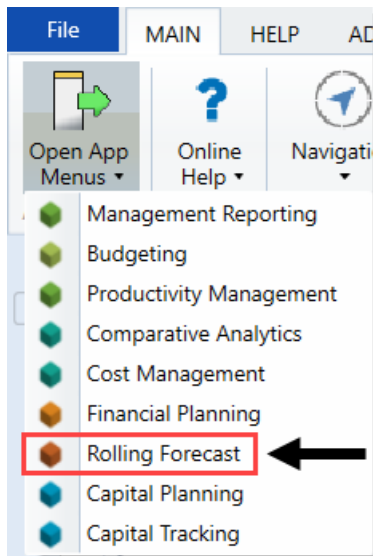 File MAIN HELP AD
Open App Menus
Online Help
Navigati
Management Reporting
Budgeting
Productivity Management
Comparative Analytics
Cost Management
Financial Planning
Rolling Forecast
Capital Planning
Capital Tracking